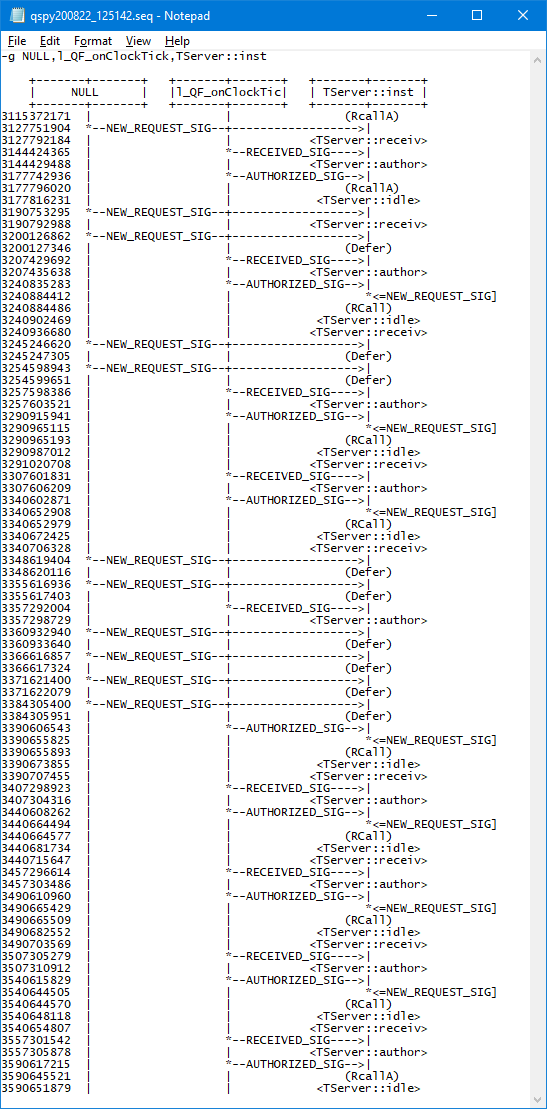 qspy200822_125142.seq - Notepad
File Edit Format View Help
-g NULL,l_QF_onClockTick,TServer::inst
+-------+-------+   +-------+-------+   +-------+-------+
|     NULL      |   |l_QF_onClockTic|   | TServer::inst |
+-------+-------+   +-------+-------+   +-------+-------+
3115372171  |                   |                (RcallA)
3127751904  *--NEW_REQUEST_SIG--+------------------>|
3127792184  |                   |           <TServer::receiv>
3144424365  |                   *--RECEIVED_SIG---->|
3144429488  |                   |           <TServer::author>
3177742936  |                   *--AUTHORIZED_SIG-->|
3177796020  |                   |                (RcallA)
3177816231  |                   |            <TServer::idle>
3190753295  *--NEW_REQUEST_SIG--+------------------>|
3190792988  |                   |           <TServer::receiv>
3200126862  *--NEW_REQUEST_SIG--+------------------>|
3200127346  |                   |                (Defer)
3207429692  |                   *--RECEIVED_SIG---->|
3207435638  |                   |           <TServer::author>
3240835283  |                   *--AUTHORIZED_SIG-->|
3240884412  |                   |                   *<=NEW_REQUEST_SIG]
3240884486  |                   |                (RCall)
3240902469  |                   |            <TServer::idle>
3240936680  |                   |           <TServer::receiv>
3245246620  *--NEW_REQUEST_SIG--+------------------>|
3245247305  |                   |                (Defer)
3254598943  *--NEW_REQUEST_SIG--+------------------>|
3254599651  |                   |                (Defer)
3257598386  |                   *--RECEIVED_SIG---->|
3257603521  |                   |           <TServer::author>
3290915941  |                   *--AUTHORIZED_SIG-->|
3290965115  |                   |                   *<=NEW_REQUEST_SIG]
3290965193  |                   |                (RCall)
3290987012  |                   |            <TServer::idle>
3291020708  |                   |           <TServer::receiv>
3307601831  |                   *--RECEIVED_SIG---->|
3307606209  |                   |           <TServer::author>
3340602871  |                   *--AUTHORIZED_SIG-->|
3340652908  |                   |                   *<=NEW_REQUEST_SIG]
3340652979  |                   |                (RCall)
3340672425  |                   |            <TServer::idle>
3340706328  |                   |           <TServer::receiv>
3348619404  *--NEW_REQUEST_SIG--+------------------>|
3348620116  |                   |                (Defer)
3355616936  *--NEW_REQUEST_SIG--+------------------>|
3355617403  |                   |                (Defer)
3357292004  |                   *--RECEIVED_SIG---->|
3357298729  |                   |           <TServer::author>
3360932940  *--NEW_REQUEST_SIG--+------------------>|
3360933640  |                   |                (Defer)
3366616857  *--NEW_REQUEST_SIG--+------------------>|
3366617324  |                   |                (Defer)
3371621400  *--NEW_REQUEST_SIG--+------------------>|
3371622079  |                   |                (Defer)
3384305400  *--NEW_REQUEST_SIG--+------------------>|
3384305951  |                   |                (Defer)
3390606543  |                   *--AUTHORIZED_SIG-->|
3390655825  |                   |                   *<=NEW_REQUEST_SIG]
3390655893  |                   |                (RCall)
3390673855  |                   |            <TServer::idle>
3390707455  |                   |           <TServer::receiv>
3407298923  |                   *--RECEIVED_SIG---->|
3407304316  |                   |           <TServer::author>
3440608262  |                   *--AUTHORIZED_SIG-->|
3440664494  |                   |                   *<=NEW_REQUEST_SIG]
3440664577  |                   |                (RCall)
3440681734  |                   |            <TServer::idle>
3440715647  |                   |           <TServer::receiv>
3457296614  |                   *--RECEIVED_SIG---->|
3457303486  |                   |           <TServer::author>
3490610960  |                   *--AUTHORIZED_SIG-->|
3490665429  |                   |                   *<=NEW_REQUEST_SIG]
3490665509  |                   |                (RCall)
3490682552  |                   |            <TServer::idle>
3490703569  |                   |           <TServer::receiv>
3507305279  |                   *--RECEIVED_SIG---->|
3507310912  |                   |           <TServer::author>
3540615829  |                   *--AUTHORIZED_SIG-->|
3540644505  |                   |                   *<=NEW_REQUEST_SIG]
3540644570  |                   |                (RCall)
3540648118  |                   |            <TServer::idle>
3540654807  |                   |           <TServer::receiv>
3557301542  |                   *--RECEIVED_SIG---->|
3557305878  |                   |           <TServer::author>
3590617215  |                   *--AUTHORIZED_SIG-->|
3590645521  |                   |                (RcallA)
3590651879  |                   |            <TServer::idle>